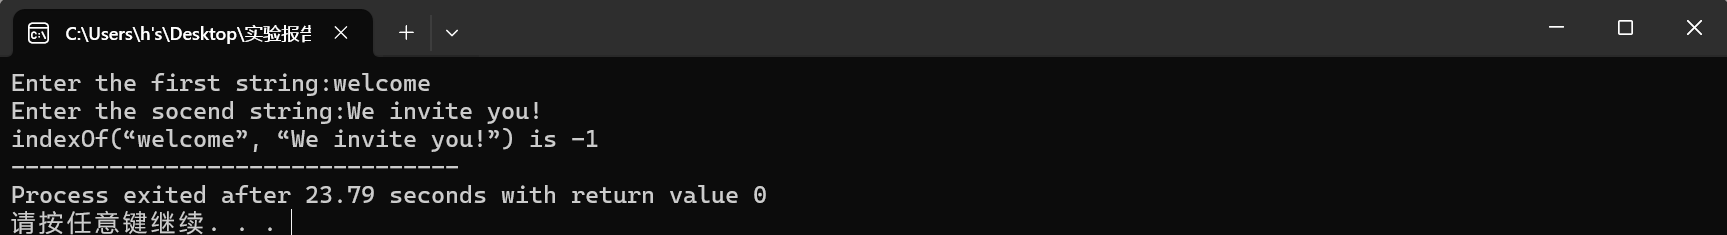 C:\Users\h's\Desktop\实验报告
Enter the first string:welcome
Enter the socend string:We invite you!
indexOf(“welcome”, “We invite you!”) is -1
--------------------------------
Process exited after 23.79 seconds with return value 0
请按任意键继续. . .